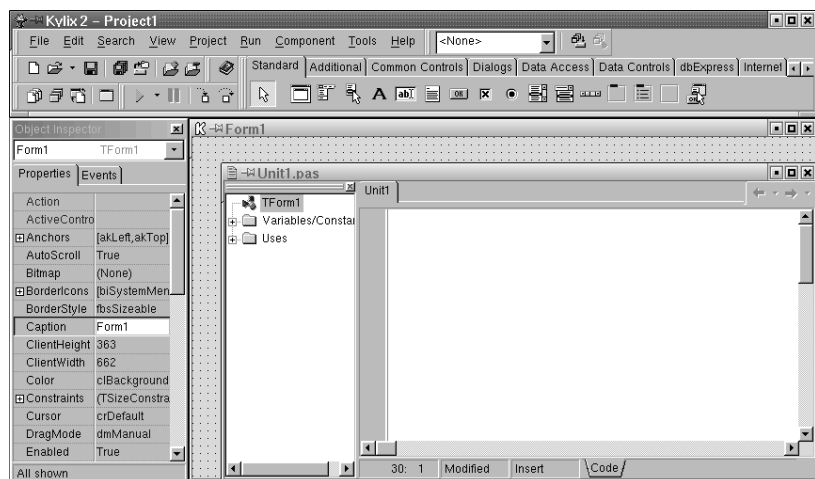 Kylix 2 – Project1
File Edit Search View Project Run Component Tools Help <None>
Standard Additional Common Controls Dialogs Data Access Data Controls dbExpress Internet
A abI OK
Object Inspector
Form1 TForm1
Properties Events
Action
ActiveContro
Anchors [akLeft,akTop]
AutoScroll True
Bitmap (None)
BorderIcons [biSystemMen
BorderStyle fbsSizeable
Caption Form1
ClientHeight 363
ClientWidth 662
Color clBackground
Constraints (TSizeConstra
Cursor crDefault
DragMode dmManual
Enabled True
All shown
Form1
Unit1.pas
TForm1
Variables/Constan
Uses
Unit1
30: 1 Modified Insert Code